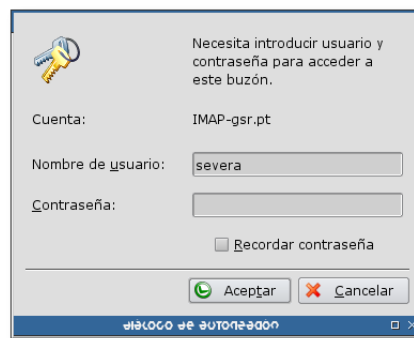 Necesita introducir usuario y
contraseña para acceder a
este buzón.
Cuenta: IMAP-gsr.pt
Nombre de usuario: severa
Contraseña:
Recordar contraseña
Aceptar Cancelar